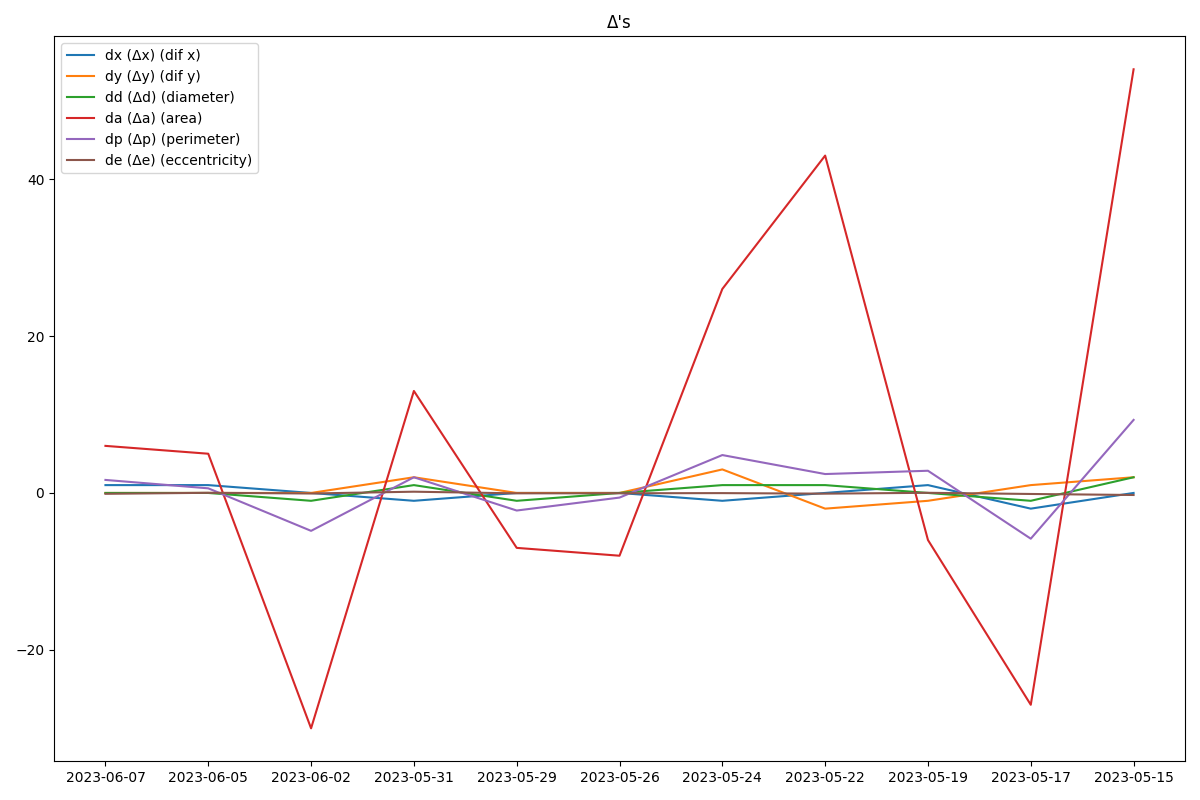 Δ's
dx (Δx) (dif x)
dy (Δy) (dif y)
dd (Δd) (diameter)
da (Δa) (area)
dp (Δp) (perimeter)
de (Δe) (eccentricity)
40
20
0
−20
2023-06-07 2023-06-05 2023-06-02 2023-05-31 2023-05-29 2023-05-26 2023-05-24 2023-05-22 2023-05-19 2023-05-17 2023-05-15